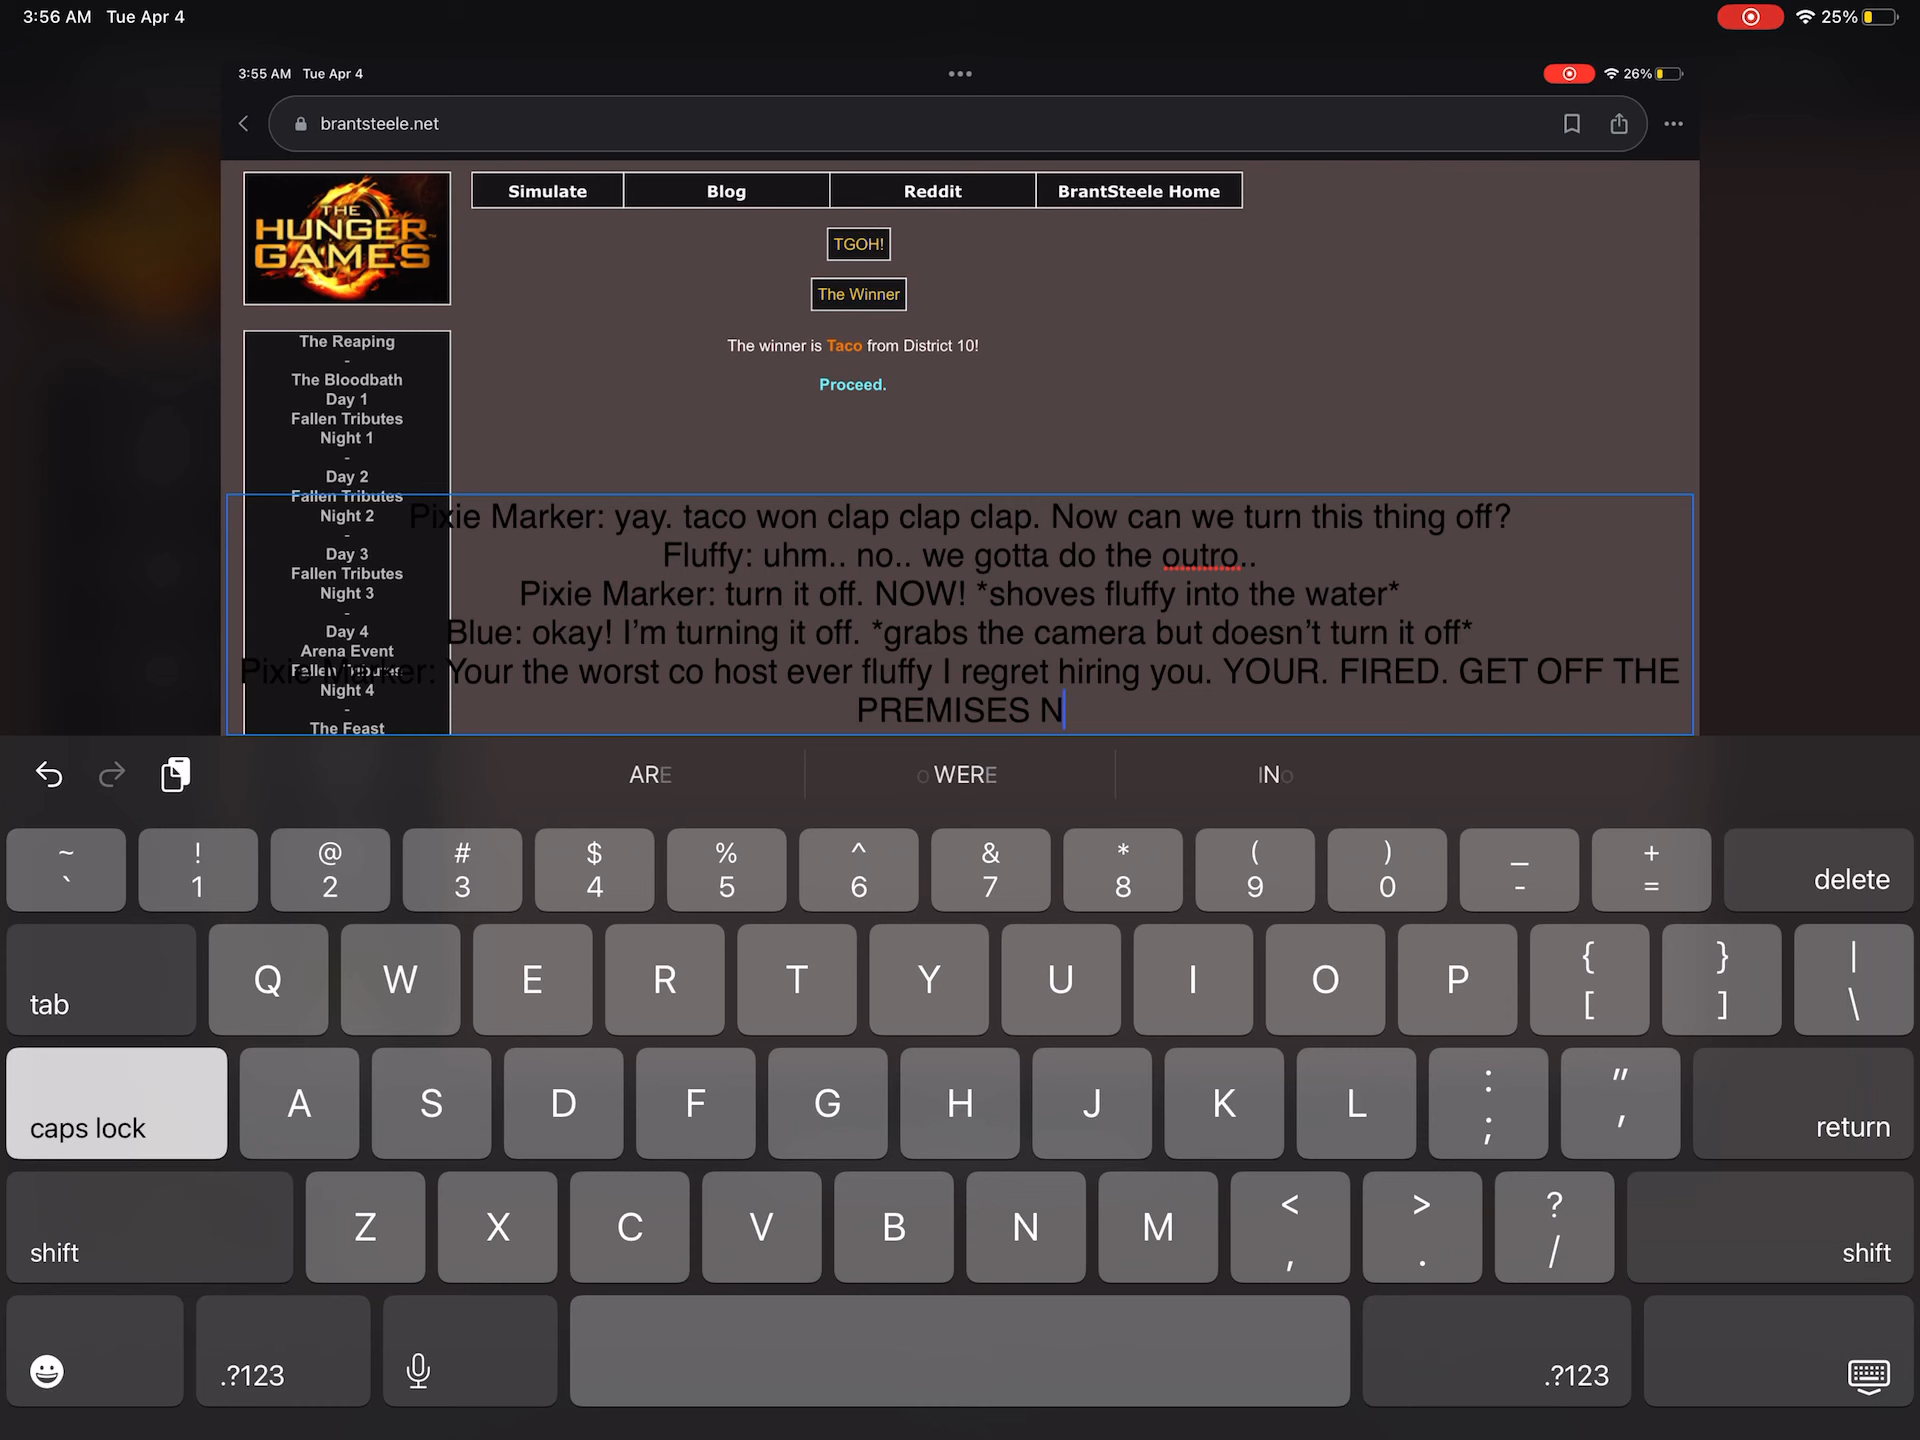 3:56 AM Tue Apr 4
25%
3:55 AM Tue Apr 4
26%
brantsteele.net
THE
HUNGER
GAMES
Simulate
Blog
Reddit
BrantSteele Home
TGOH!
The Winner
The winner is Taco from District 10!
Proceed.
The Reaping
-
The Bloodbath
Day 1
Fallen Tributes
Night 1
-
Day 2
Fallen Tributes
Night 2
-
Day 3
Fallen Tributes
Night 3
-
Day 4
Arena Event
Fallen Tributes
Night 4
-
The Feast
Pixie Marker: yay. taco won clap clap clap. Now can we turn this thing off?
Fluffy: uhm.. no.. we gotta do the outro..
Pixie Marker: turn it off. NOW! *shoves fluffy into the water*
Blue: okay! I’m turning it off. *grabs the camera but doesn’t turn it off*
Pixie Marker: Your the worst co host ever fluffy I regret hiring you. YOUR. FIRED. GET OFF THE
PREMISES N
ARE
oWERE
INo
~ ! @ # $ % ^ & * ( ) _ +
` 1 2 3 4 5 6 7 8 9 0 - = delete
tab Q W E R T Y U I O P { [ } ] | \
caps lock A S D F G H J K L : ; " ' return
shift Z X C V B N M < , > . ? / shift
.?123 .?123